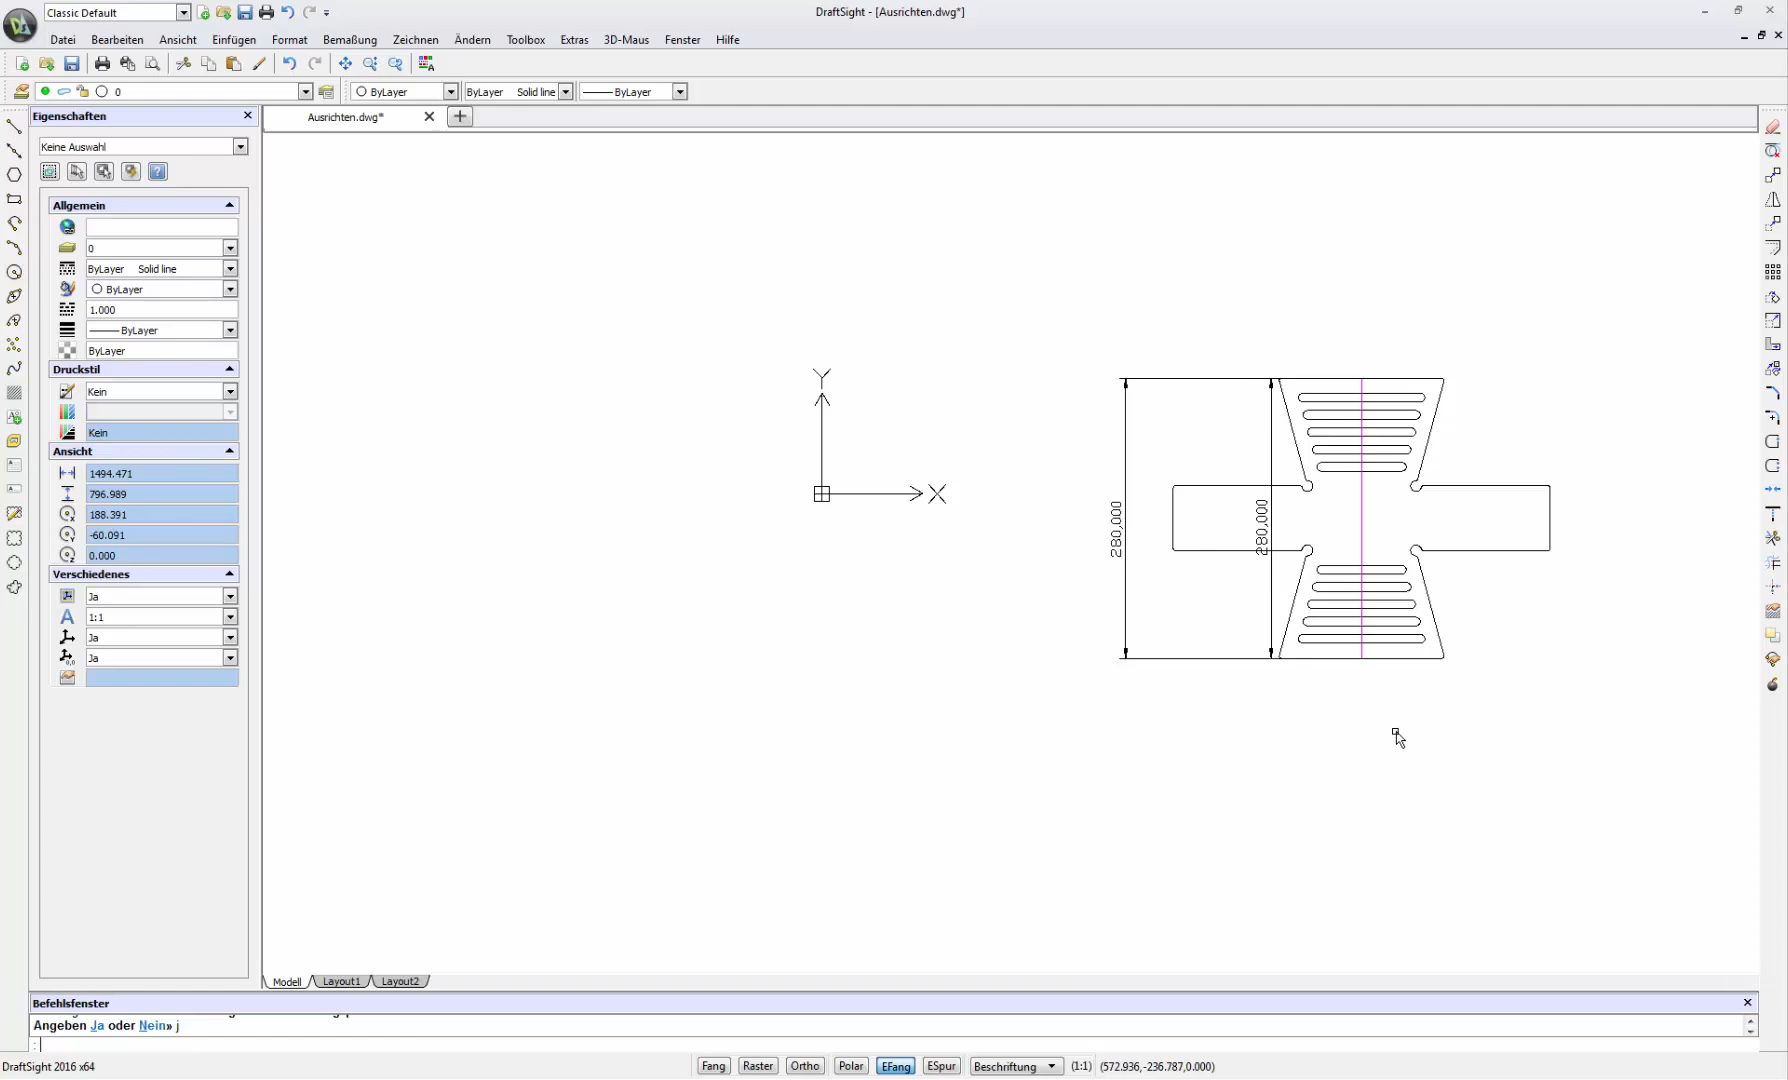 Classic Default
DraftSight - [Ausrichten.dwg*]
Datei Bearbeiten Ansicht Einfügen Format Bemaßung Zeichnen Ändern Toolbox Extras 3D-Maus Fenster Hilfe
0 ByLayer ByLayer Solid line ByLayer
Eigenschaften
Ausrichten.dwg*
Keine Auswahl
Allgemein
0
ByLayer Solid line
ByLayer
1.000
ByLayer
ByLayer
Druckstil
Kein
Kein
Ansicht
1494.471
796.989
188.391
-60.091
0.000
Verschiedenes
Ja
1:1
Ja
Ja
Y
X
280,000
280,000
Modell Layout1 Layout2
Befehlsfenster
Angeben Ja oder Nein» j
:
DraftSight 2016 x64
Fang Raster Ortho Polar EFang ESpur Beschriftung (1:1) (572.936,-236.787,0.000)